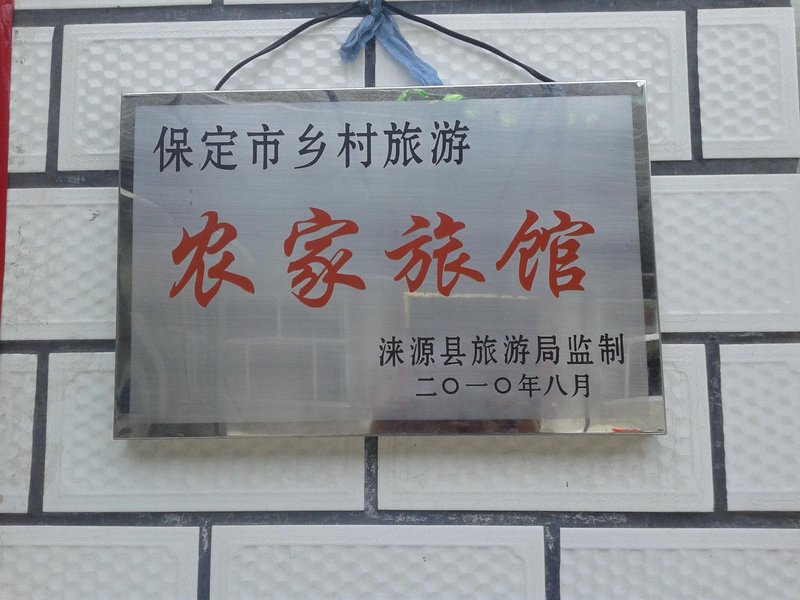 保定市乡村旅游
农家旅馆
涞源县旅游局监制
二〇一〇年八月